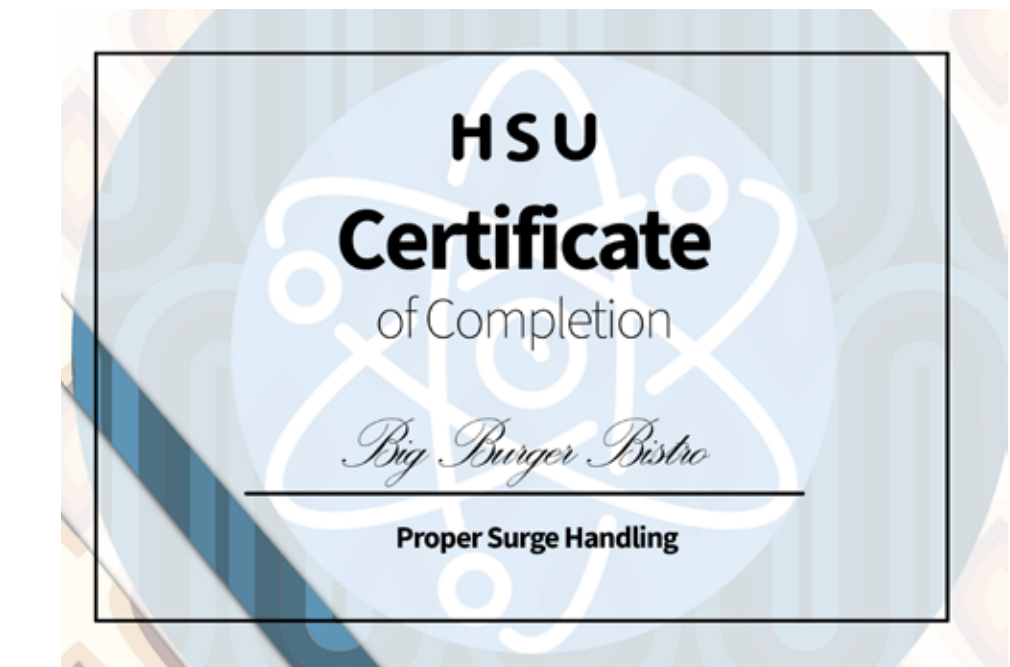 HSU
Certificate
of Completion
Big Burger Bistro
Proper Surge Handling